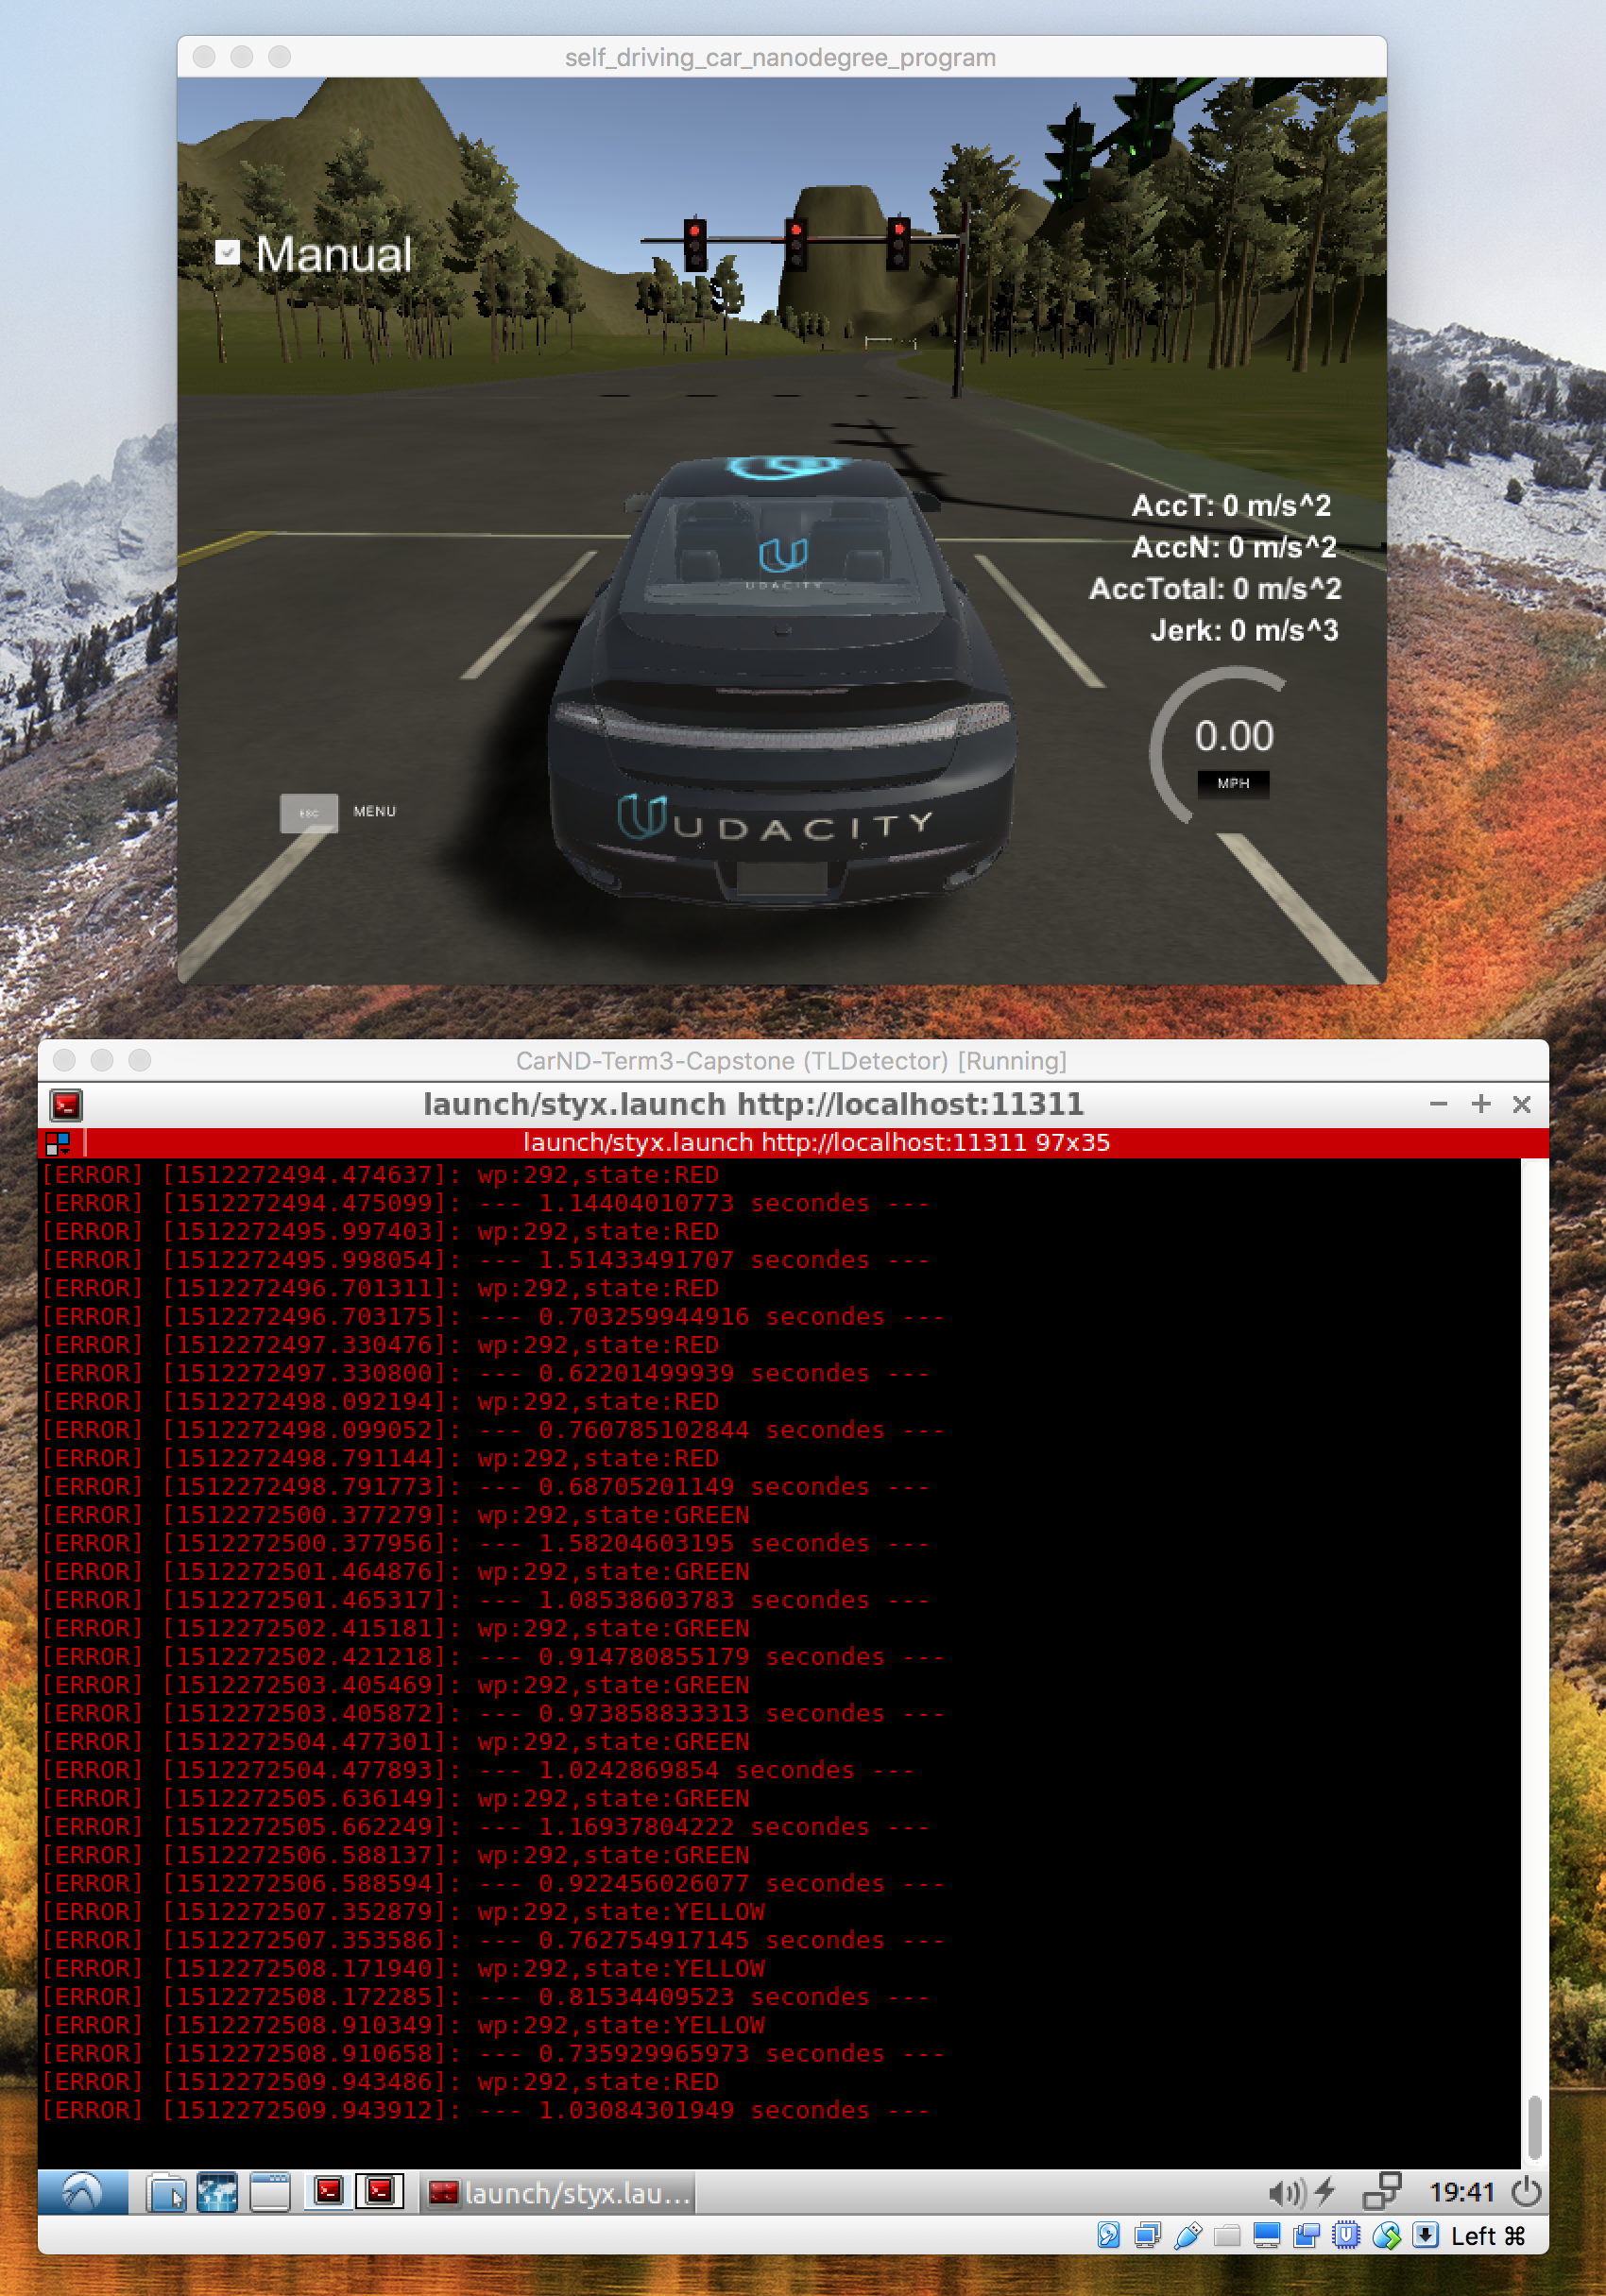 self_driving_car_nanodegree_program
Manual
AccT: 0 m/s^2
AccN: 0 m/s^2
AccTotal: 0 m/s^2
Jerk: 0 m/s^3
UDACITY
0.00
MPH
ESC
MENU
UDACITY
CarND-Term3-Capstone (TLDetector) [Running]
launch/styx.launch http://localhost:11311
launch/styx.launch http://localhost:11311 97x35
[ERROR] [1512272494.474637]: wp:292,state:RED
[ERROR] [1512272494.475099]: --- 1.14404010773 secondes ---
[ERROR] [1512272495.997403]: wp:292,state:RED
[ERROR] [1512272495.998054]: --- 1.51433491707 secondes ---
[ERROR] [1512272496.701311]: wp:292,state:RED
[ERROR] [1512272496.703175]: --- 0.703259944916 secondes ---
[ERROR] [1512272497.330476]: wp:292,state:RED
[ERROR] [1512272497.330800]: --- 0.62201499939 secondes ---
[ERROR] [1512272498.092194]: wp:292,state:RED
[ERROR] [1512272498.099052]: --- 0.760785102844 secondes ---
[ERROR] [1512272498.791144]: wp:292,state:RED
[ERROR] [1512272498.791773]: --- 0.68705201149 secondes ---
[ERROR] [1512272500.377279]: wp:292,state:GREEN
[ERROR] [1512272500.377956]: --- 1.58204603195 secondes ---
[ERROR] [1512272501.464876]: wp:292,state:GREEN
[ERROR] [1512272501.465317]: --- 1.08538603783 secondes ---
[ERROR] [1512272502.415181]: wp:292,state:GREEN
[ERROR] [1512272502.421218]: --- 0.914780855179 secondes ---
[ERROR] [1512272503.405469]: wp:292,state:GREEN
[ERROR] [1512272503.405872]: --- 0.973858833313 secondes ---
[ERROR] [1512272504.477301]: wp:292,state:GREEN
[ERROR] [1512272504.477893]: --- 1.0242869854 secondes ---
[ERROR] [1512272505.636149]: wp:292,state:GREEN
[ERROR] [1512272505.662249]: --- 1.16937804222 secondes ---
[ERROR] [1512272506.588137]: wp:292,state:GREEN
[ERROR] [1512272506.588594]: --- 0.922456026077 secondes ---
[ERROR] [1512272507.352879]: wp:292,state:YELLOW
[ERROR] [1512272507.353586]: --- 0.762754917145 secondes ---
[ERROR] [1512272508.171940]: wp:292,state:YELLOW
[ERROR] [1512272508.172285]: --- 0.81534409523 secondes ---
[ERROR] [1512272508.910349]: wp:292,state:YELLOW
[ERROR] [1512272508.910658]: --- 0.735929965973 secondes ---
[ERROR] [1512272509.943486]: wp:292,state:RED
[ERROR] [1512272509.943912]: --- 1.03084301949 secondes ---
launch/styx.lau...
19:41
Left ⌘